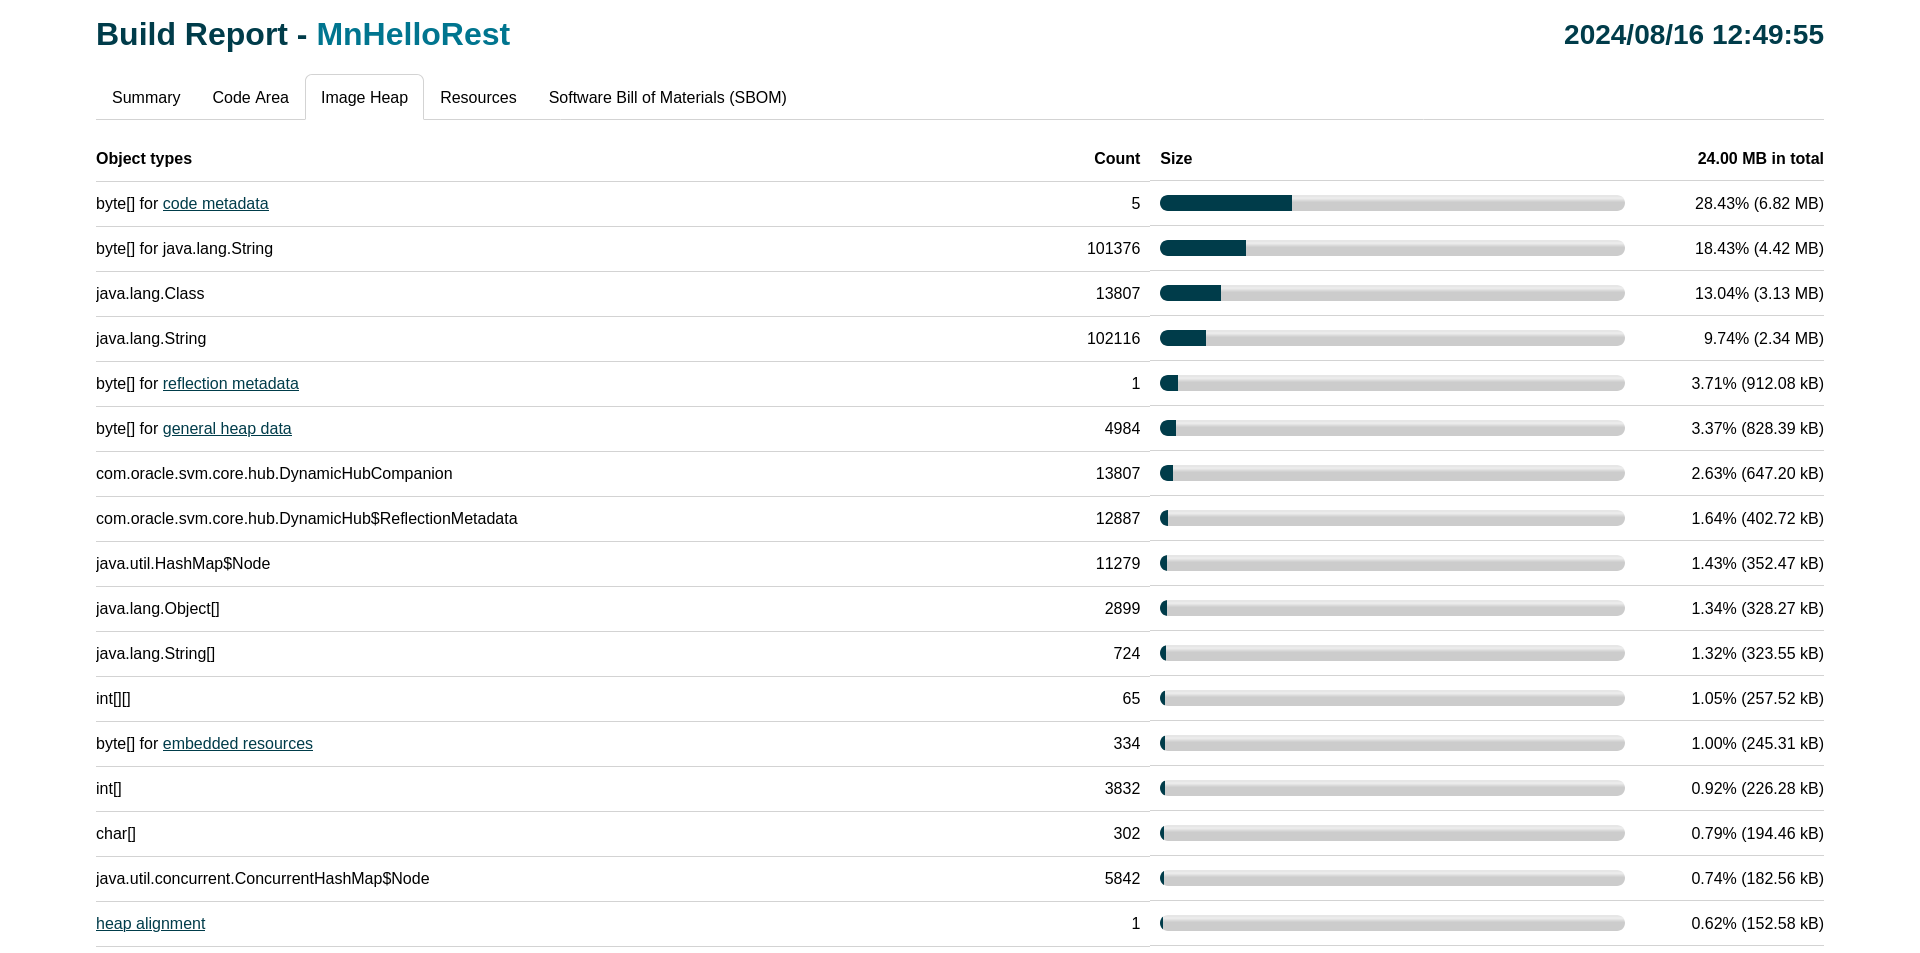 Build Report - MnHelloRest 2024/08/16 12:49:55
Summary Code Area Image Heap Resources Software Bill of Materials (SBOM)
Object types Count Size 24.00 MB in total
byte[] for code metadata 5 28.43% (6.82 MB)
byte[] for java.lang.String 101376 18.43% (4.42 MB)
java.lang.Class 13807 13.04% (3.13 MB)
java.lang.String 102116 9.74% (2.34 MB)
byte[] for reflection metadata 1 3.71% (912.08 kB)
byte[] for general heap data 4984 3.37% (828.39 kB)
com.oracle.svm.core.hub.DynamicHubCompanion 13807 2.63% (647.20 kB)
com.oracle.svm.core.hub.DynamicHub$ReflectionMetadata 12887 1.64% (402.72 kB)
java.util.HashMap$Node 11279 1.43% (352.47 kB)
java.lang.Object[] 2899 1.34% (328.27 kB)
java.lang.String[] 724 1.32% (323.55 kB)
int[][] 65 1.05% (257.52 kB)
byte[] for embedded resources 334 1.00% (245.31 kB)
int[] 3832 0.92% (226.28 kB)
char[] 302 0.79% (194.46 kB)
java.util.concurrent.ConcurrentHashMap$Node 5842 0.74% (182.56 kB)
heap alignment 1 0.62% (152.58 kB)